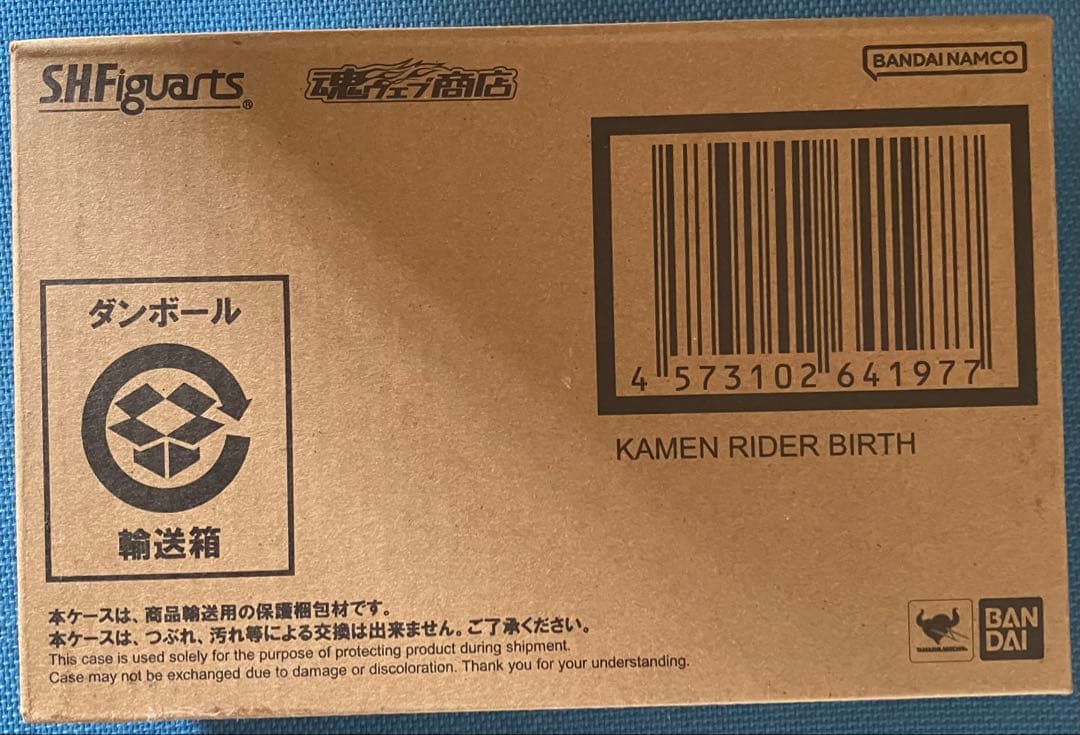 S.H.Figuarts®
魂ウェブ商店
BANDAI NAMCO
4 573102 641977
KAMEN RIDER BIRTH
ダンボール
輸送箱
本ケースは、商品輸送用の保護梱包材です。
本ケースは、つぶれ、汚れ等による交換は出来ません。ご了承ください。
This case is used solely for the purpose of protecting product during shipment.
Case may not be exchanged due to damage or discoloration. Thank you for your understanding.
BAN
DAI